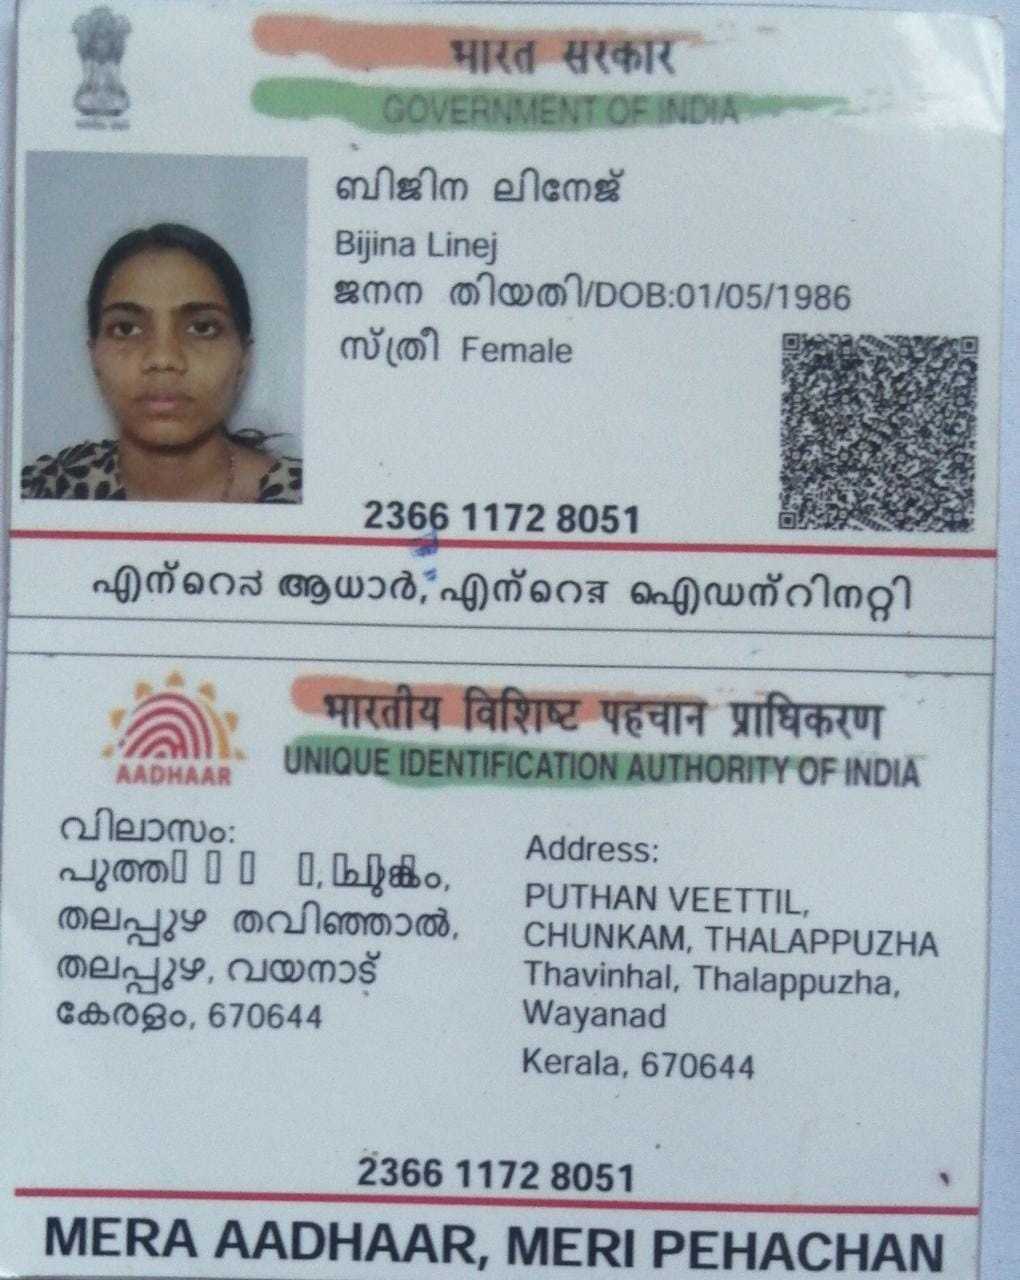 भारत सरकार
GOVERNMENT OF INDIA
ബിജിന ലിനേജ്
Bijina Linej
ജനന തിയതി/DOB:01/05/1986
സ്ത്രീ Female
2366 1172 8051
എന്റെ ആധാർ, എന്റെ ഐഡന്റിറ്റി
AADHAAR
भारतीय विशिष्ट पहचान प्राधिकरण
UNIQUE IDENTIFICATION AUTHORITY OF INDIA
വിലാസം:
തലപ്പുഴ തവിഞ്ഞാൽ,
തലപ്പുഴ, വയനാട്
കേരളം, 670644
Address:
PUTHAN VEETTIL,
CHUNKAM, THALAPPUZHA
Thavinhal, Thalappuzha,
Wayanad
Kerala, 670644
2366 1172 8051
MERA AADHAAR, MERI PEHACHAN